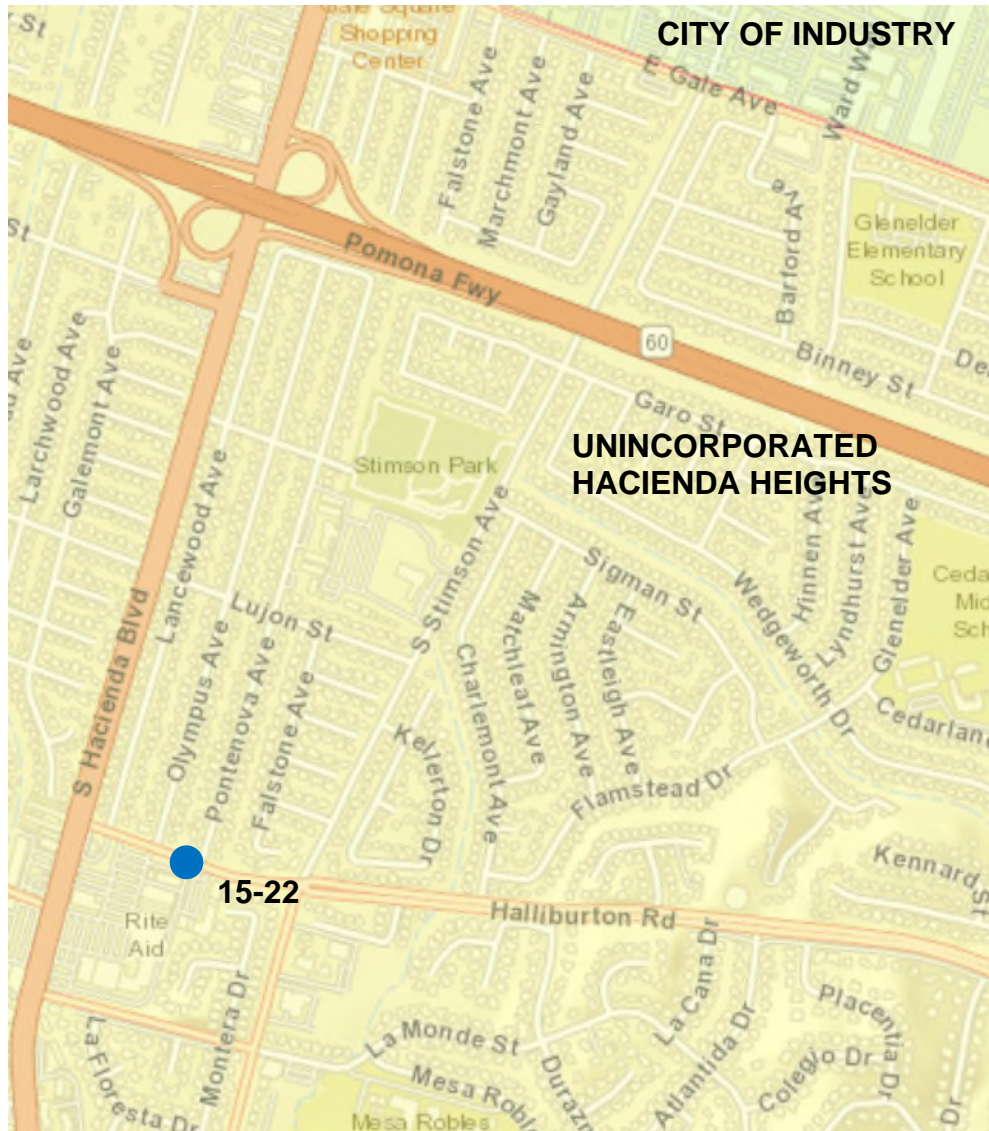 St
Gale Square
Shopping
Center
CITY OF INDUSTRY
E Gale Ave
Falstone Ave
Marchmont Ave
Gayland Ave
Barford Ave
Glenelder
Elementary
School
St
Pomona Fwy
60
Binney St
Larchwood Ave
Galemont Ave
Garo St
UNINCORPORATED
HACIENDA HEIGHTS
Stimson Park
Lancewood Ave
S Stimson Ave
Hinnen Ave
Lyndhurst Ave
Glenelder Ave
Sigman St
Wedgeworth Dr
S Hacienda Blvd
Lujon St
Olympus Ave
Pontenova Ave
Falstone Ave
Matchleaf Ave
Armington Ave
Eastleigh Ave
Charlemont Ave
Kellerton Dr
Flamstead Dr
Kennard St
15-22
Halliburton Rd
Rite
Aid
Montera Dr
La Floresta Dr
La Monde St
La Cana Dr
Atlantida Dr
Placentia Dr
Colegio Dr
Dr
Mesa Robles